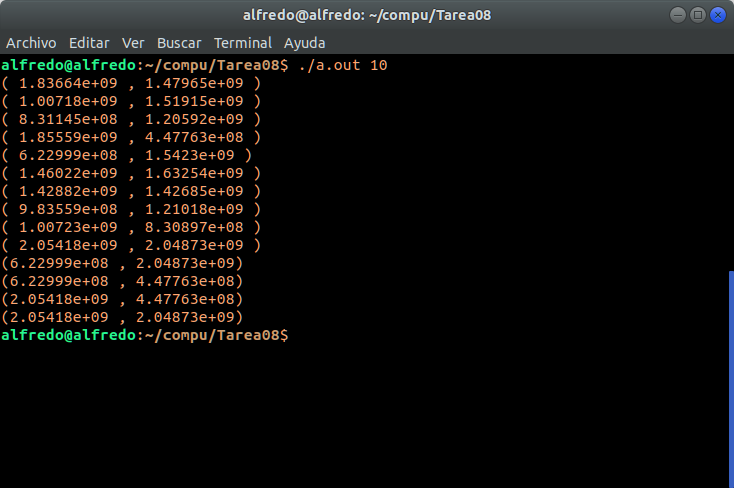 alfredo@alfredo: ~/compu/Tarea08
Archivo Editar Ver Buscar Terminal Ayuda
alfredo@alfredo:~/compu/Tarea08$ ./a.out 10
( 1.83664e+09 , 1.47965e+09 )
( 1.00718e+09 , 1.51915e+09 )
( 8.31145e+08 , 1.20592e+09 )
( 1.85559e+09 , 4.47763e+08 )
( 6.22999e+08 , 1.5423e+09 )
( 1.46022e+09 , 1.63254e+09 )
( 1.42882e+09 , 1.42685e+09 )
( 9.83559e+08 , 1.21018e+09 )
( 1.00723e+09 , 8.30897e+08 )
( 2.05418e+09 , 2.04873e+09 )
(6.22999e+08 , 2.04873e+09)
(6.22999e+08 , 4.47763e+08)
(2.05418e+09 , 4.47763e+08)
(2.05418e+09 , 2.04873e+09)
alfredo@alfredo:~/compu/Tarea08$